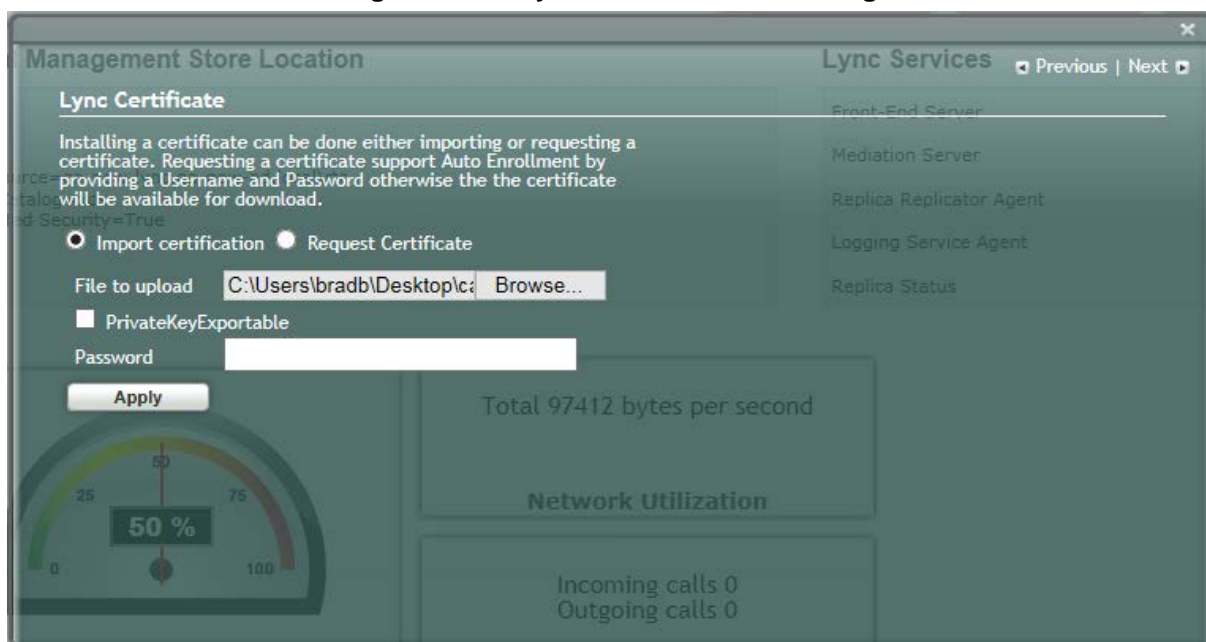 Management Store Location
Lync Services
Previous | Next
Lync Certificate
Front-End Server
Installing a certificate can be done either importing or requesting a
certificate. Requesting a certificate support Auto Enrollment by
providing a Username and Password otherwise the the certificate
will be available for download.
Mediation Server
Replica Replicator Agent
Security=True
Import certification
Request Certificate
Logging Service Agent
File to upload
C:\Users\bradb\Desktop\ca
Browse...
Replica Status
PrivateKeyExportable
Password
Apply
Total 97412 bytes per second
50
25
75
Network Utilization
50 %
0
100
Incoming calls 0
Outgoing calls 0